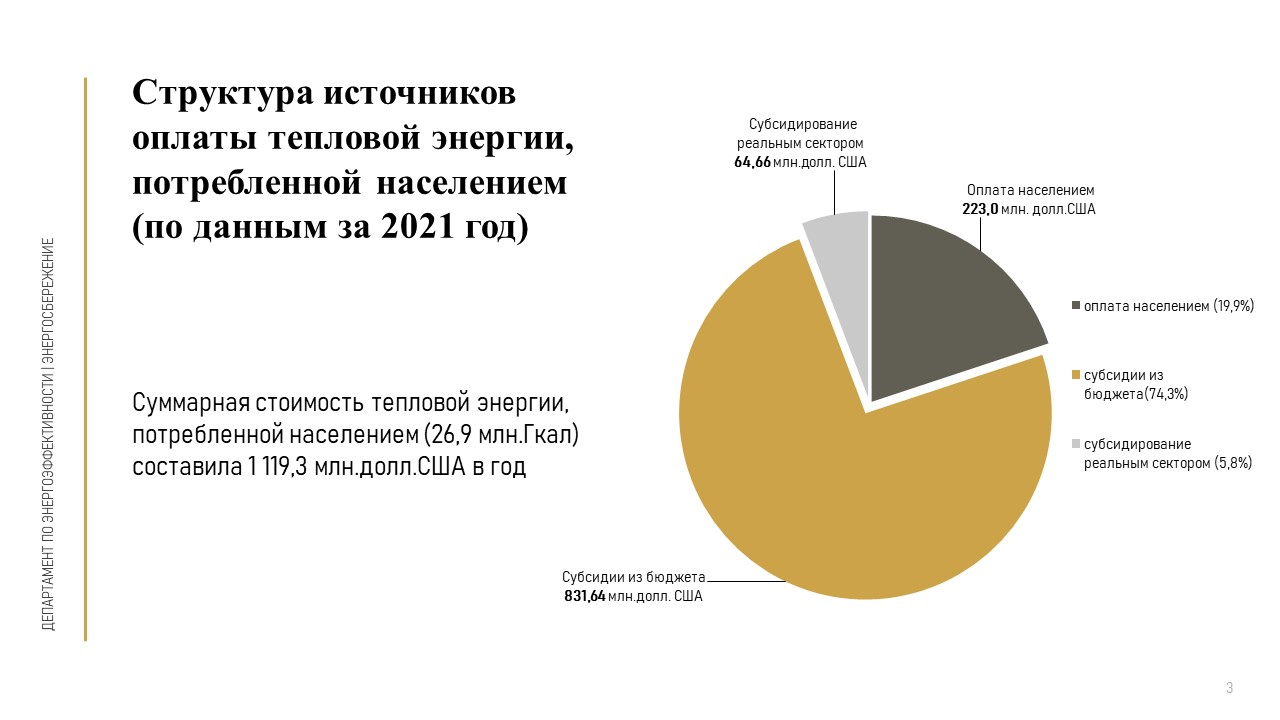 Структура источников
оплаты тепловой энергии,
потребленной населением
(по данным за 2021 год)
Суммарная стоимость тепловой энергии,
потребленной населением (26,9 млн.Гкал)
составила 1 119,3 млн.долл.США в год
ДЕПАРТАМЕНТ ПО ЭНЕРГОЭФФЕКТИВНОСТИ | ЭНЕРГОСБЕРЕЖЕНИЕ
Субсидирование
реальным сектором
64,66 млн.долл. США
Оплата населением
223,0 млн. долл.США
Субсидии из бюджета
831,64 млн.долл. США
оплата населением (19,9%)
субсидии из
бюджета(74,3%)
субсидирование
реальным сектором (5,8%)
3